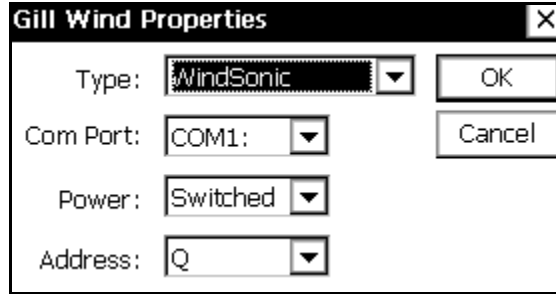 Gill Wind Properties
Type: WindSonic OK
Com Port: COM1: Cancel
Power: Switched
Address: Q